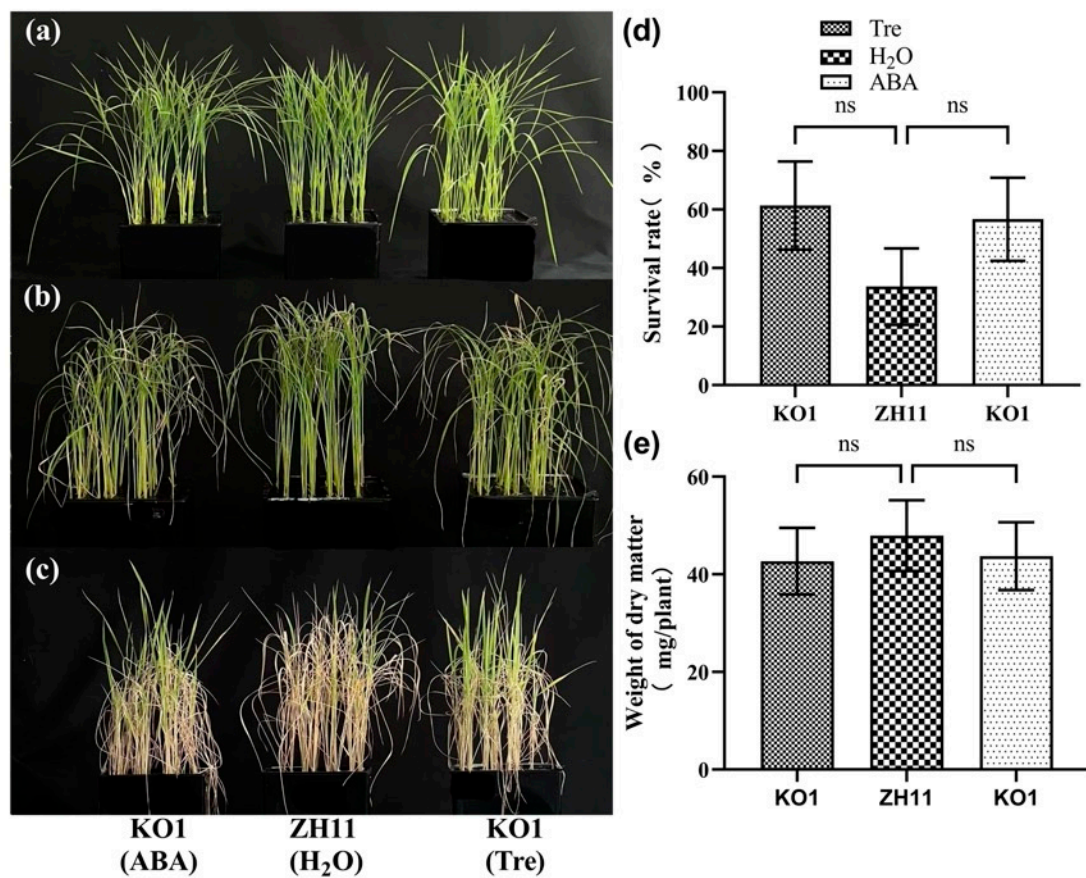 (a)
(b)
(c)
KO1
(ABA)
ZH11
(H₂O)
KO1
(Tre)
(d)
Tre
H₂O
ABA
ns
ns
Survival rate( %)
100
80
60
40
20
0
KO1
ZH11
KO1
(e)
ns
ns
Weight of dry matter
( mg/plant)
60
40
20
0
KO1
ZH11
KO1